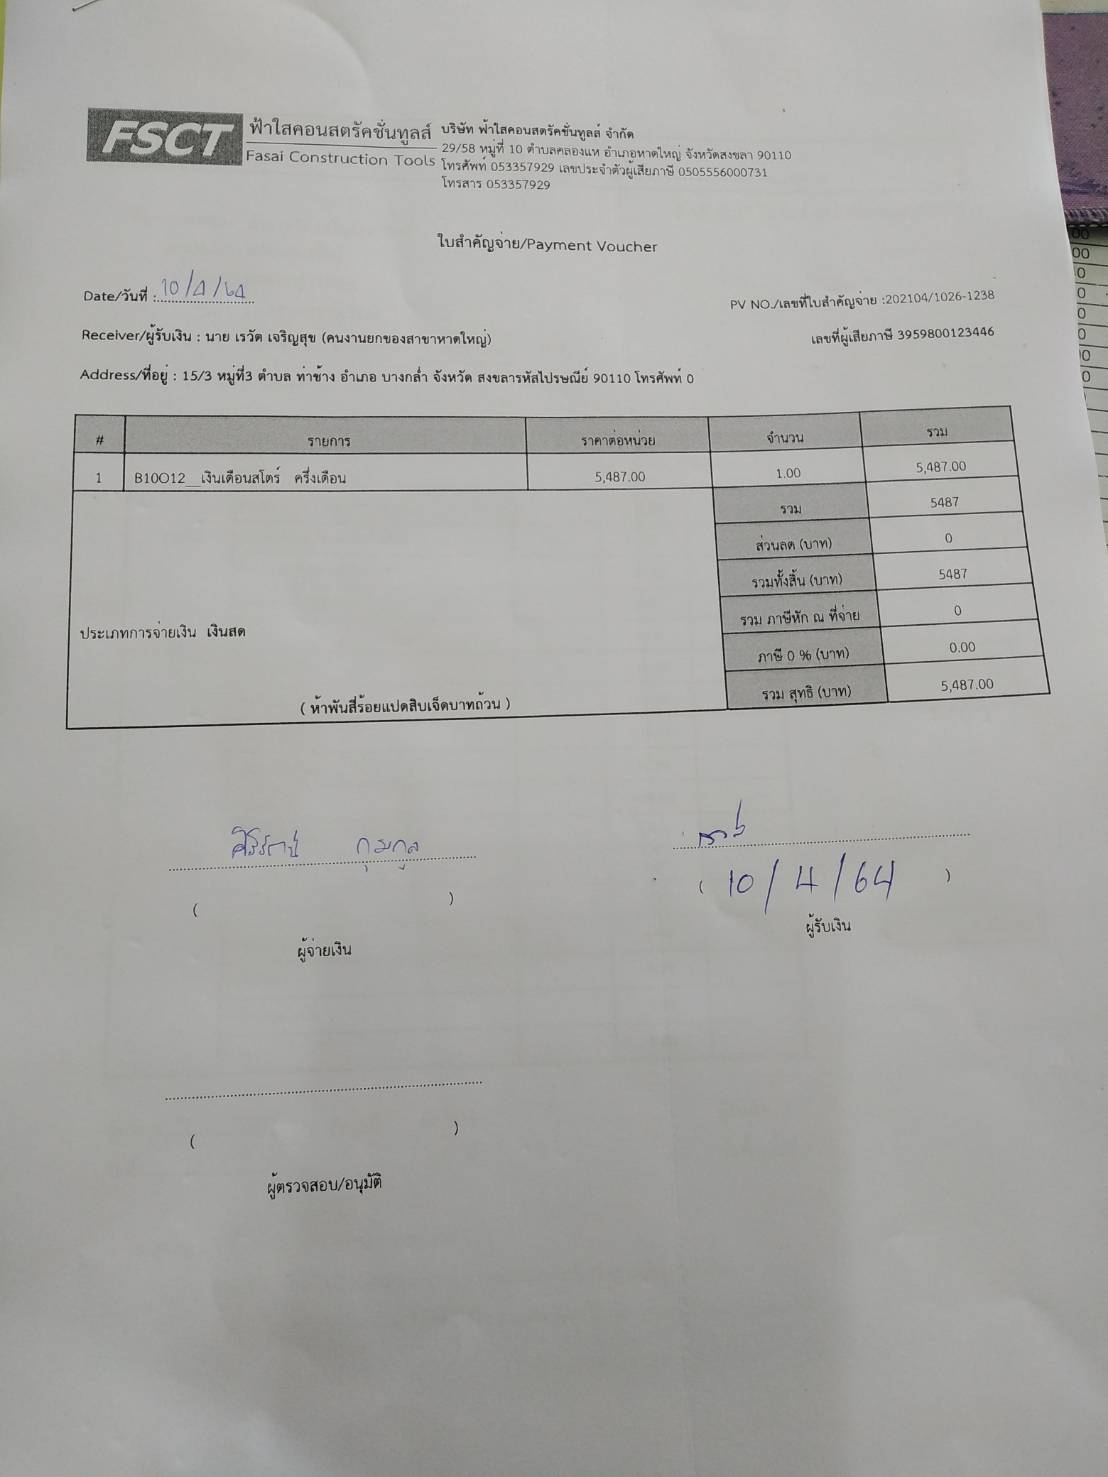 FSCT ฟ้าใสคอนสตรัคชั่นทูลส์
Fasai Construction Tools
บริษัท ฟ้าใสคอนสตรัคชั่นทูลส์ จำกัด
29/58 หมู่ที่ 10 ตำบลคลองแห อำเภอหาดใหญ่ จังหวัดสงขลา 90110
โทรศัพท์ 053357929 เลขประจำตัวผู้เสียภาษี 0505556000731
โทรสาร 053357929
ใบสำคัญจ่าย/Payment Voucher
Date/วันที่ : 10/4/64
PV NO./เลขที่ใบสำคัญจ่าย :202104/1026-1238
Receiver/ผู้รับเงิน : นาย เรวัต เจริญสุข (คนงานยกของสาขาหาดใหญ่)
เลขที่ผู้เสียภาษี 3959800123446
Address/ที่อยู่ : 15/3 หมู่ที่3 ตำบล ท่าช้าง อำเภอ บางกล่ำ จังหวัด สงขลารหัสไปรษณีย์ 90110 โทรศัพท์ 0
# รายการ ราคาต่อหน่วย จำนวน รวม
1 B10O12__เงินเดือนสโตร์ ครึ่งเดือน 5,487.00 1.00 5,487.00
รวม 5487
ส่วนลด (บาท) 0
รวมทั้งสิ้น (บาท) 5487
รวม ภาษีหัก ณ ที่จ่าย 0
ประเภทการจ่ายเงิน เงินสด
ภาษี 0 % (บาท) 0.00
รวม สุทธิ (บาท) 5,487.00
( ห้าพันสี่ร้อยแปดสิบเจ็ดบาทถ้วน )
( )
( 10/4/64 )
ผู้จ่ายเงิน
ผู้รับเงิน
( )
ผู้ตรวจสอบ/อนุมัติ